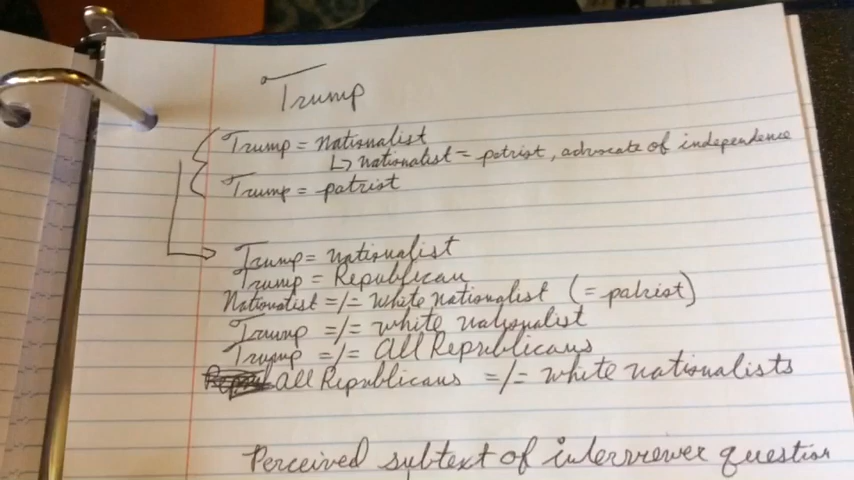 Trump
Trump = nationalist
↳ nationalist = patriot, advocate of independence
Trump = patriot
Trump = nationalist
Trump = Republican
Nationalist =/= white nationalist (= patriot)
Trump =/= white nationalist
Trump =/= All Republicans
All Republicans =/= white nationalists
Perceived subtext of interviewer question